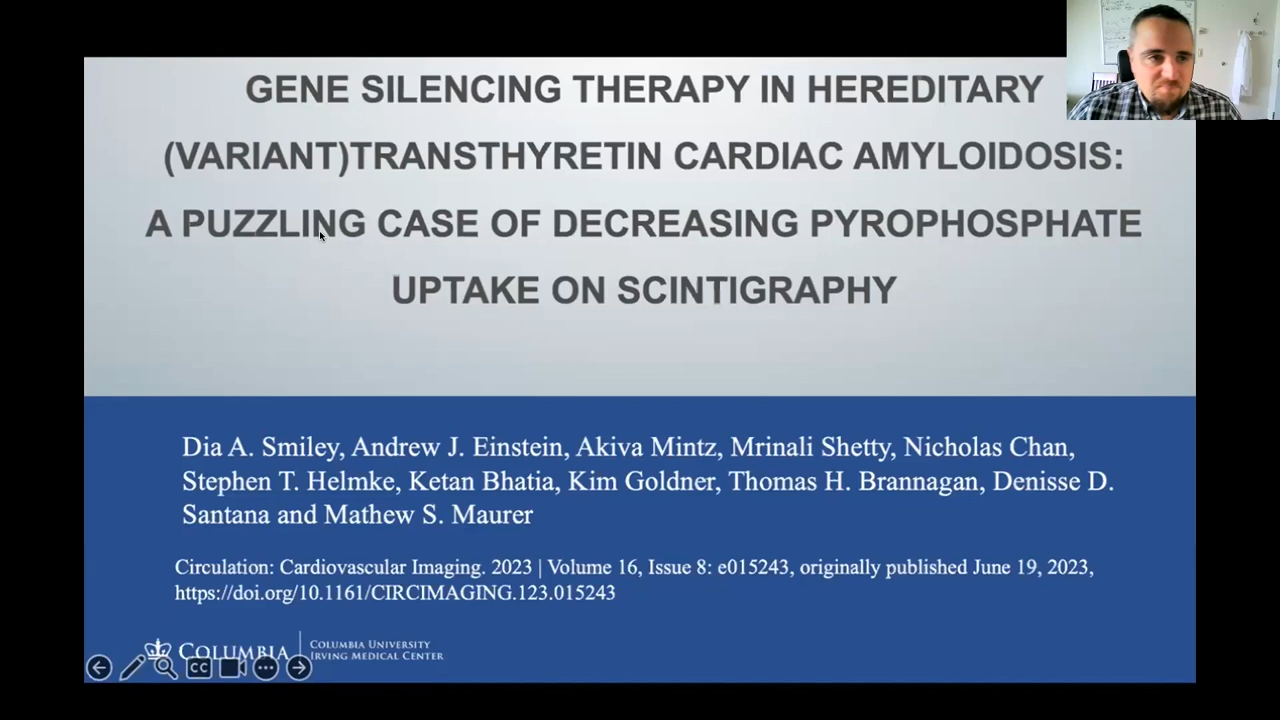 GENE SILENCING THERAPY IN HEREDITARY
(VARIANT)TRANSTHYRETIN CARDIAC AMYLOIDOSIS:
A PUZZLING CASE OF DECREASING PYROPHOSPHATE
UPTAKE ON SCINTIGRAPHY
Dia A. Smiley, Andrew J. Einstein, Akiva Mintz, Mrinali Shetty, Nicholas Chan,
Stephen T. Helmke, Ketan Bhatia, Kim Goldner, Thomas H. Brannagan, Denisse D.
Santana and Mathew S. Maurer
Circulation: Cardiovascular Imaging. 2023 | Volume 16, Issue 8: e015243, originally published June 19, 2023,
https://doi.org/10.1161/CIRCIMAGING.123.015243
COLUMBIA
COLUMBIA UNIVERSITY
IRVING MEDICAL CENTER
CC